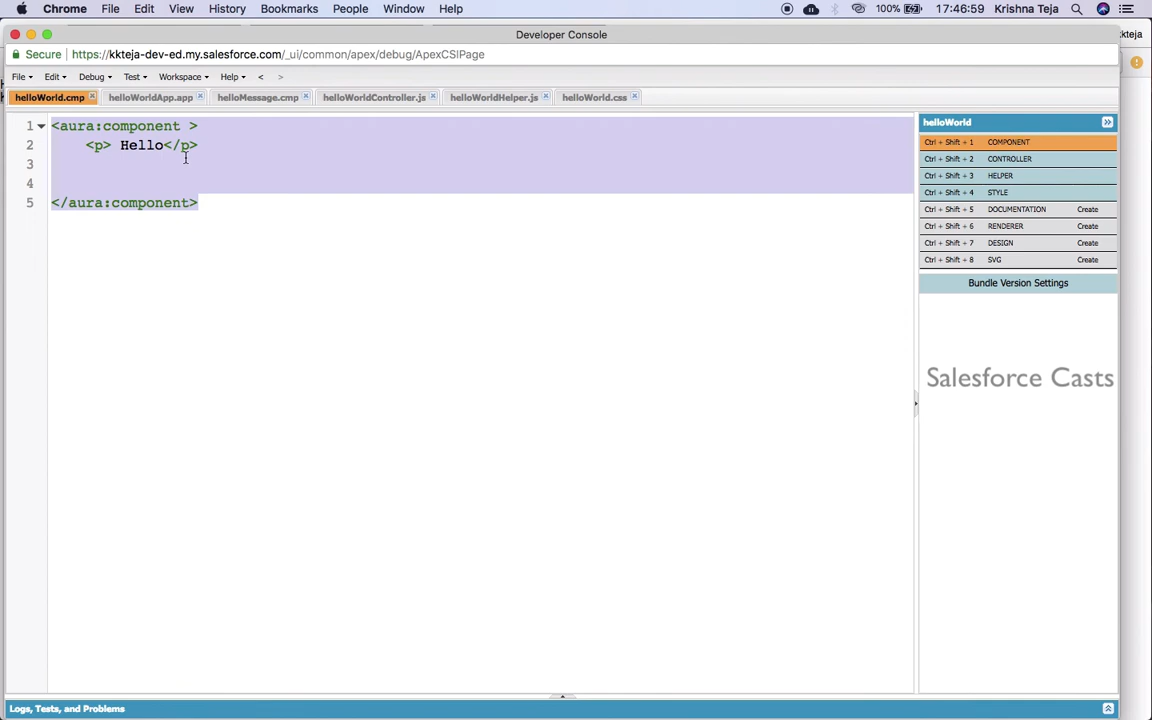 Chrome File Edit View History Bookmarks People Window Help 100% 17:46:59 Krishna Teja
Developer Console
Secure https://kkteja-dev-ed.my.salesforce.com/_ui/common/apex/debug/ApexCSIPage
kteja
File Edit Debug Test Workspace Help < >
helloWorld.cmp helloWorldApp.app helloMessage.cmp helloWorldController.js helloWorldHelper.js helloWorld.css
1 <aura:component >
2 <p> Hello</p>
3
4
5 </aura:component>
helloWorld
Ctrl + Shift + 1 COMPONENT
Ctrl + Shift + 2 CONTROLLER
Ctrl + Shift + 3 HELPER
Ctrl + Shift + 4 STYLE
Ctrl + Shift + 5 DOCUMENTATION Create
Ctrl + Shift + 6 RENDERER Create
Ctrl + Shift + 7 DESIGN Create
Ctrl + Shift + 8 SVG Create
Bundle Version Settings
Salesforce Casts
Logs, Tests, and Problems